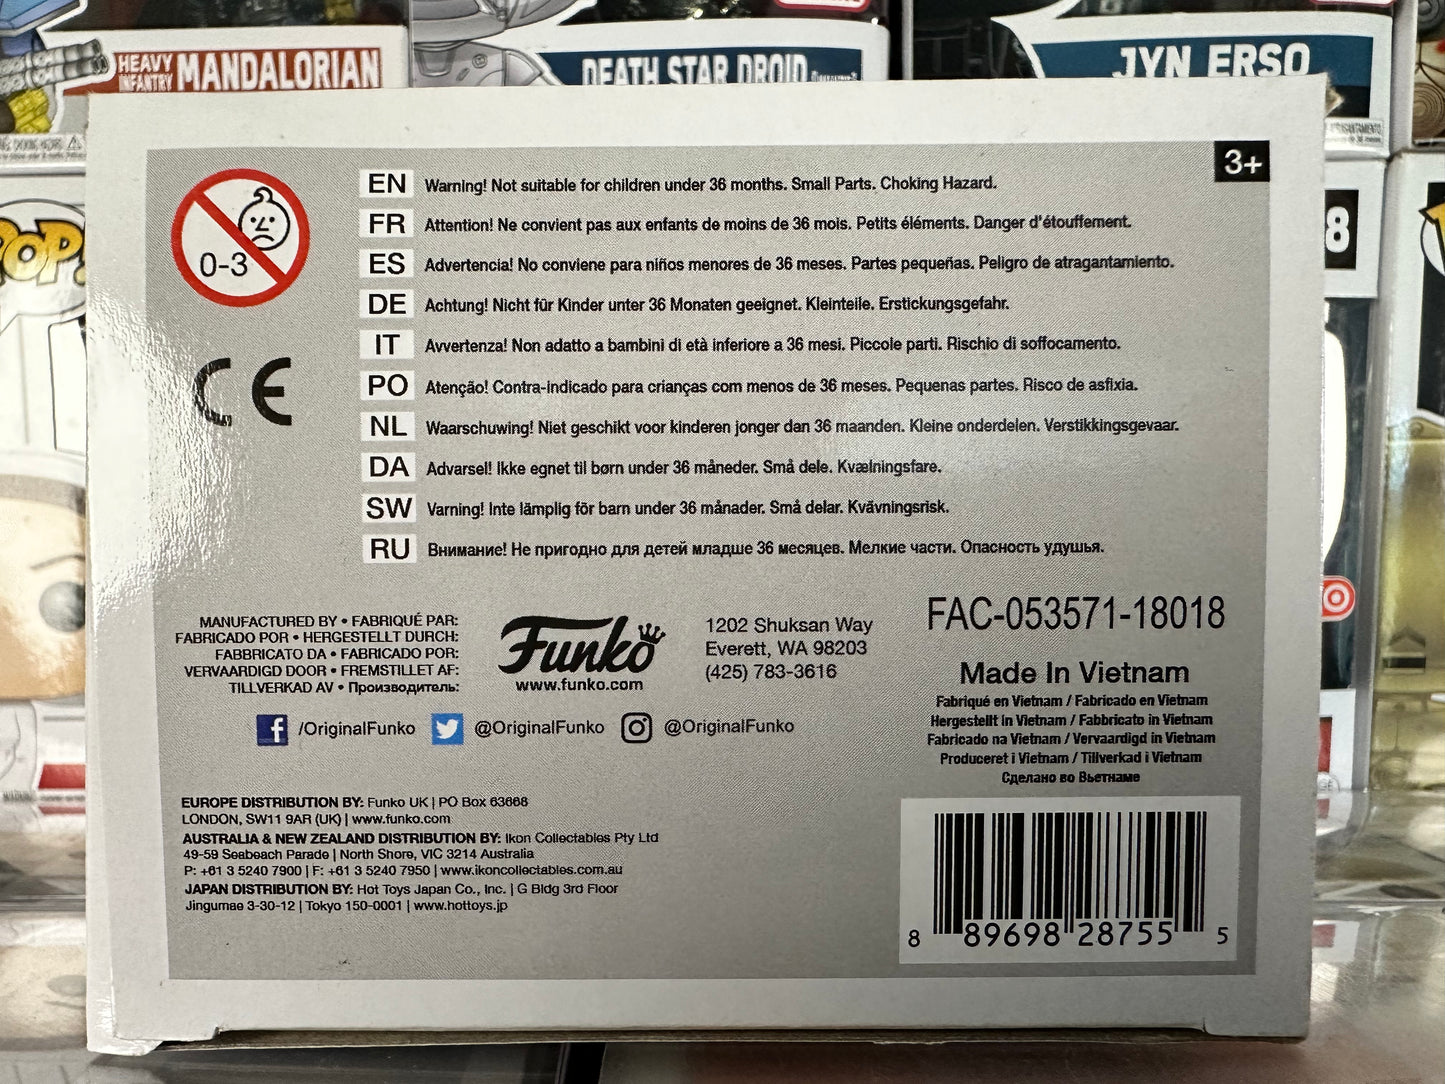 HEAVY INFANTRY MANDALORIAN
DEATH STAR DROID
JYN ERSO
POP!
8
3+
0-3
EN Warning! Not suitable for children under 36 months. Small Parts. Choking Hazard.
FR Attention! Ne convient pas aux enfants de moins de 36 mois. Petits éléments. Danger d'étouffement.
ES Advertencia! No conviene para niños menores de 36 meses. Partes pequeñas. Peligro de atragantamiento.
DE Achtung! Nicht für Kinder unter 36 Monaten geeignet. Kleinteile. Erstickungsgefahr.
IT Avvertenza! Non adatto a bambini di età inferiore a 36 mesi. Piccole parti. Rischio di soffocamento.
PO Atenção! Contra-indicado para crianças com menos de 36 meses. Pequenas partes. Risco de asfixia.
NL Waarschuwing! Niet geschikt voor kinderen jonger dan 36 maanden. Kleine onderdelen. Verstikkingsgevaar.
DA Advarsel! Ikke egnet til børn under 36 måneder. Små dele. Kvælningsfare.
SW Varning! Inte lämplig för barn under 36 månader. Små delar. Kvävningsrisk.
RU Внимание! Не пригодно для детей младше 36 месяцев. Мелкие части. Опасность удушья.
CE
MANUFACTURED BY • FABRIQUÉ PAR:
FABRICADO POR • HERGESTELLT DURCH:
FABBRICATO DA • FABRICADO POR:
VERVAARDIGD DOOR • FREMSTILLET AF:
TILLVERKAD AV • Производитель:
Funko
www.funko.com
1202 Shuksan Way
Everett, WA 98203
(425) 783-3616
/OriginalFunko @OriginalFunko @OriginalFunko
FAC-053571-18018
Made In Vietnam
Fabriqué en Vietnam / Fabricado en Vietnam
Hergestellt in Vietnam / Fabbricato in Vietnam
Fabricado na Vietnam / Vervaardigd in Vietnam
Produceret i Vietnam / Tillverkad i Vietnam
Сделано во Вьетнаме
EUROPE DISTRIBUTION BY: Funko UK | PO Box 63668
LONDON, SW11 9AR (UK) | www.funko.com
AUSTRALIA & NEW ZEALAND DISTRIBUTION BY: Ikon Collectables Pty Ltd
49-59 Seabeach Parade | North Shore, VIC 3214 Australia
P: +61 3 5240 7900 | F: +61 3 5240 7950 | www.ikoncollectables.com.au
JAPAN DISTRIBUTION BY: Hot Toys Japan Co., Inc. | G Bldg 3rd Floor
Jingumae 3-30-12 | Tokyo 150-0001 | www.hottoys.jp
8 89698 28755 5